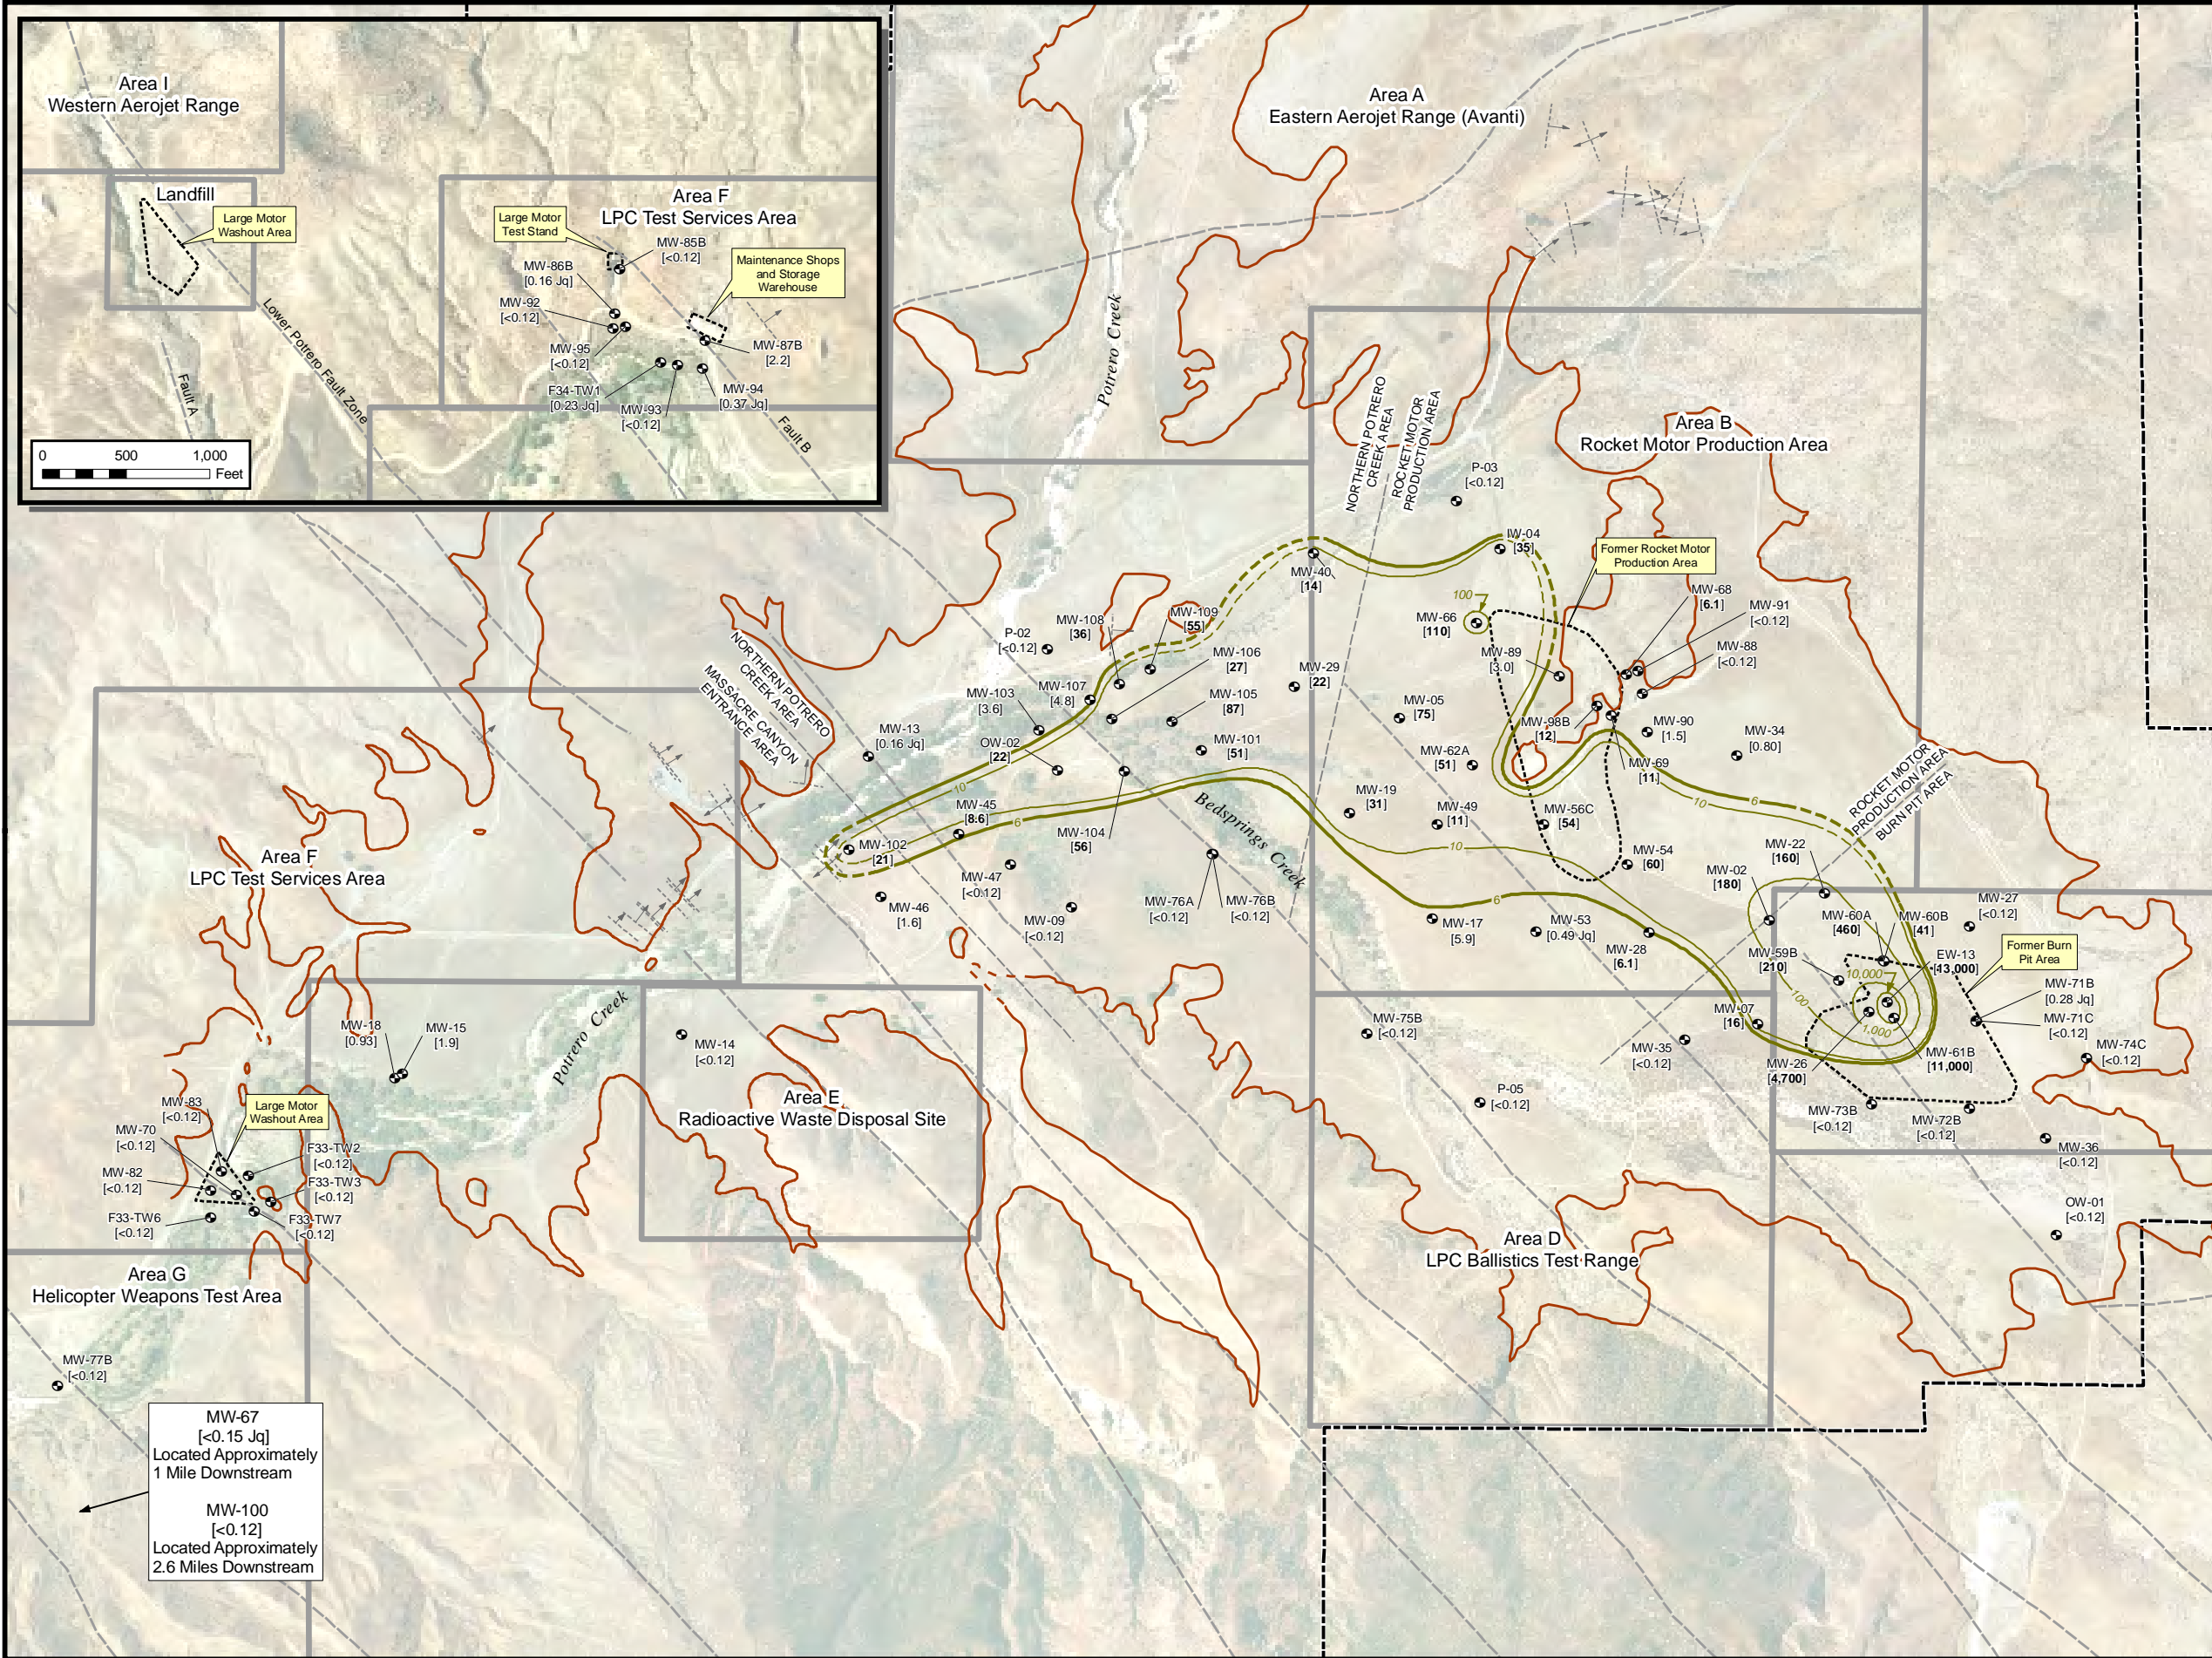 Area I
Western Aerojet Range
Landfill
Large Motor
Washout Area
Lower Potrero Fault Zone
Fault A
Area F
LPC Test Services Area
Large Motor
Test Stand
MW-85B
[<0.12]
MW-86B
[0.16 Jq]
MW-92
[<0.12]
MW-95
[<0.12]
Maintenance Shops
and Storage
Warehouse
MW-87B
[2.2]
F34-TW1
[0.23 Jq]
MW-93
[<0.12]
MW-94
[0.37 Jq]
Fault B
0 500 1,000
Feet
Area A
Eastern Aerojet Range (Avanti)
Potrero Creek
NORTHERN POTRERO
CREEK AREA
ROCKET MOTOR
PRODUCTION AREA
Area B
Rocket Motor Production Area
P-03
[<0.12]
IW-04
[35]
Former Rocket Motor
Production Area
MW-40
[14]
100
MW-66
[110]
MW-68
[6.1]
MW-91
[<0.12]
MW-88
[<0.12]
MW-89
[3.0]
MW-109
[55]
MW-108
[36]
P-02
[<0.12]
MW-106
[27]
MW-29
[22]
MW-107
[4.8]
MW-103
[3.6]
MW-105
[87]
MW-05
[75]
MW-98B
[12]
MW-90
[1.5]
MW-34
[0.80]
NORTHERN POTRERO
CREEK AREA
MASSACRE CANYON
ENTRANCE AREA
MW-13
[0.16 Jq]
OW-02
[22]
MW-101
[51]
MW-62A
[51]
MW-69
[11]
10
6
10
MW-45
[8.6]
6
MW-104
[56]
Bedsprings Creek
MW-19
[31]
MW-49
[11]
MW-56C
[54]
ROCKET MOTOR
PRODUCTION AREA
BURN PIT AREA
MW-102
[21]
MW-47
[<0.12]
10
MW-54
[60]
MW-22
[160]
MW-02
[180]
Area F
LPC Test Services Area
MW-46
[1.6]
MW-09
[<0.12]
MW-76A
[<0.12]
MW-76B
[<0.12]
6
MW-17
[5.9]
MW-53
[0.49 Jq]
MW-28
[6.1]
MW-60A
[460]
MW-60B
[41]
MW-27
[<0.12]
Former Burn
Pit Area
MW-59B
[210]
EW-13
[13,000]
10,000
100
1,000
MW-71B
[0.28 Jq]
MW-71C
[<0.12]
MW-07
[16]
MW-74C
[<0.12]
MW-26
[4,700]
MW-61B
[11,000]
MW-18
[0.93]
MW-15
[1.9]
Potrero Creek
MW-14
[<0.12]
MW-75B
[<0.12]
MW-35
[<0.12]
P-05
[<0.12]
MW-73B
[<0.12]
MW-72B
[<0.12]
MW-36
[<0.12]
Area E
Radioactive Waste Disposal Site
MW-83
[<0.12]
Large Motor
Washout Area
MW-70
[<0.12]
F33-TW2
[<0.12]
MW-82
[<0.12]
F33-TW3
[<0.12]
F33-TW6
[<0.12]
F33-TW7
[<0.12]
OW-01
[<0.12]
Area D
LPC Ballistics Test Range
Area G
Helicopter Weapons Test Area
MW-77B
[<0.12]
MW-67
[<0.15 Jq]
Located Approximately
1 Mile Downstream
MW-100
[<0.12]
Located Approximately
2.6 Miles Downstream